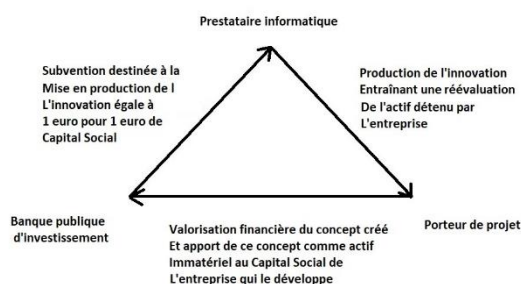 Prestataire informatique
Subvention destinée à la
Mise en production de l
L'innovation égale à
1 euro pour 1 euro de
Capital Social
Production de l'innovation
Entraînant une réévaluation
De l'actif détenu par
L'entreprise
Banque publique
d'investissement
Valorisation financière du concept créé
Et apport de ce concept comme actif
Immatériel au Capital Social de
L'entreprise qui le développe
Porteur de projet